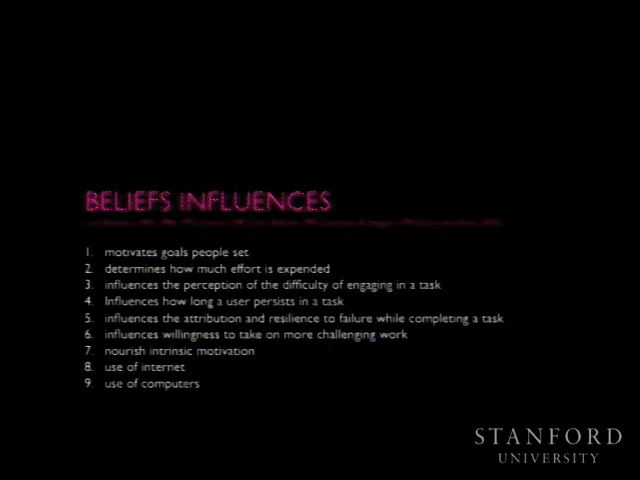 BELIEFS INFLUENCES
1. motivates goals people set
2. determines how much effort is expended
3. influences the perception of the difficulty of engaging in a task
4. Influences how long a user persists in a task
5. influences the attribution and resilience to failure while completing a task
6. influences willingness to take on more challenging work
7. nourish intrinsic motivation
8. use of internet
9. use of computers
STANFORD
UNIVERSITY